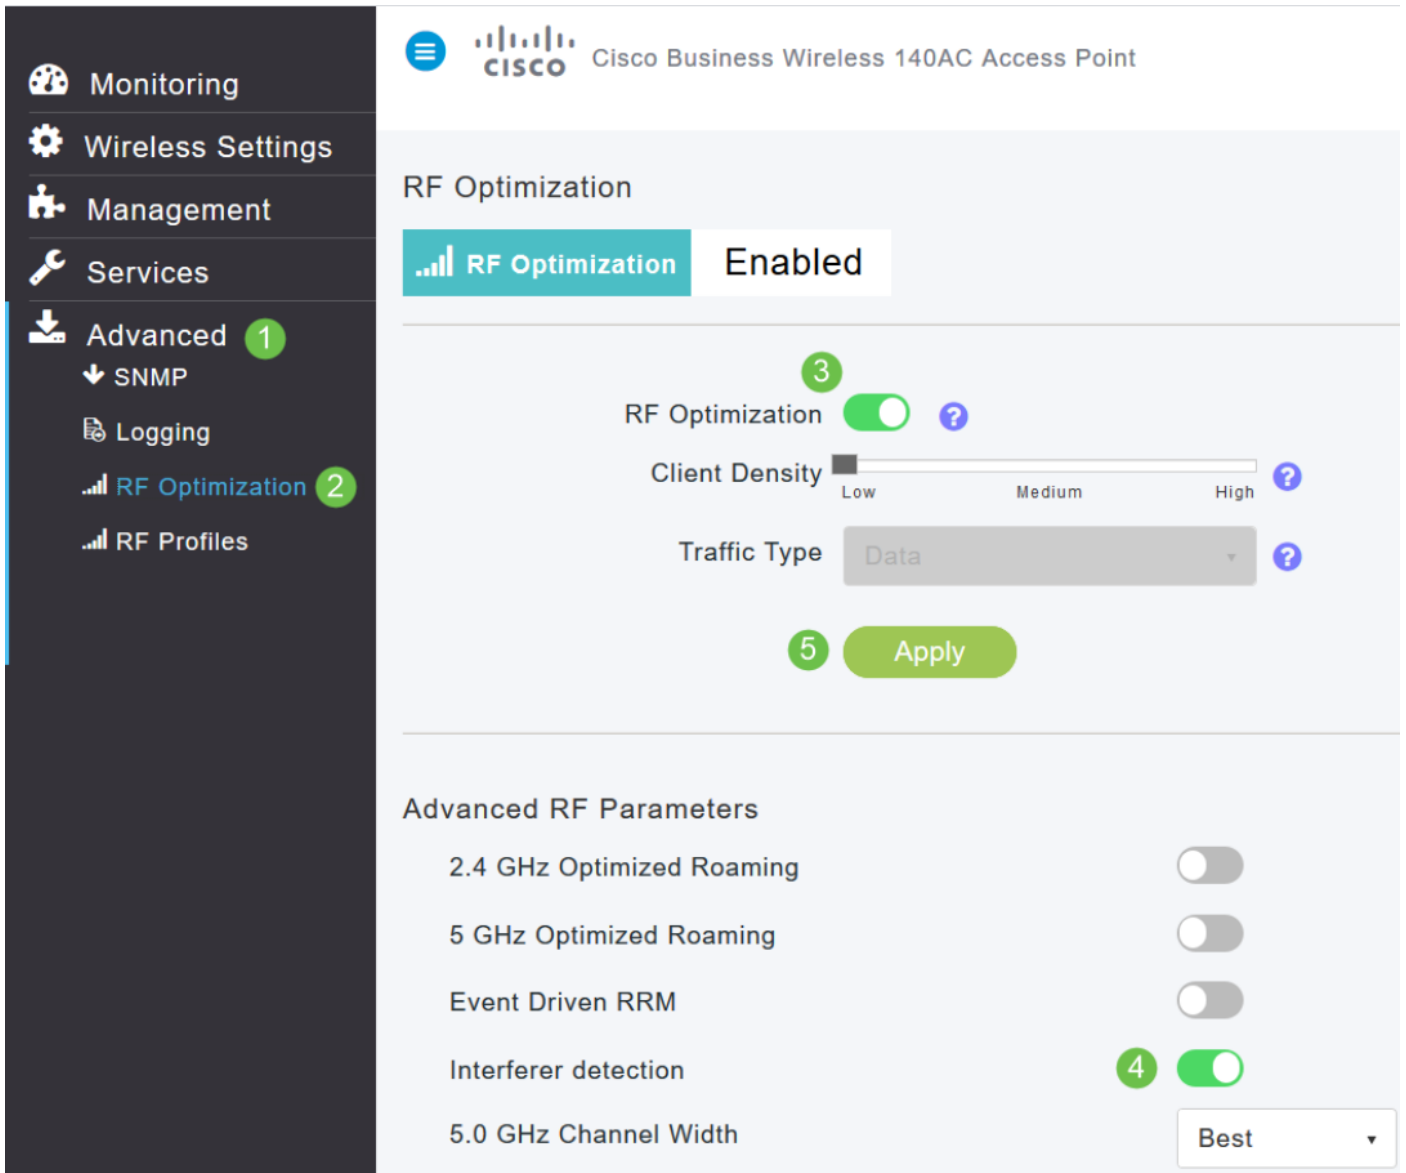 Monitoring
Wireless Settings
Management
Services
Advanced 1
SNMP
Logging
RF Optimization 2
RF Profiles
CISCO Cisco Business Wireless 140AC Access Point
RF Optimization
RF Optimization Enabled
3
RF Optimization ?
Client Density ?
Low Medium High
Traffic Type Data ?
5 Apply
Advanced RF Parameters
2.4 GHz Optimized Roaming
5 GHz Optimized Roaming
Event Driven RRM
Interferer detection 4
5.0 GHz Channel Width Best